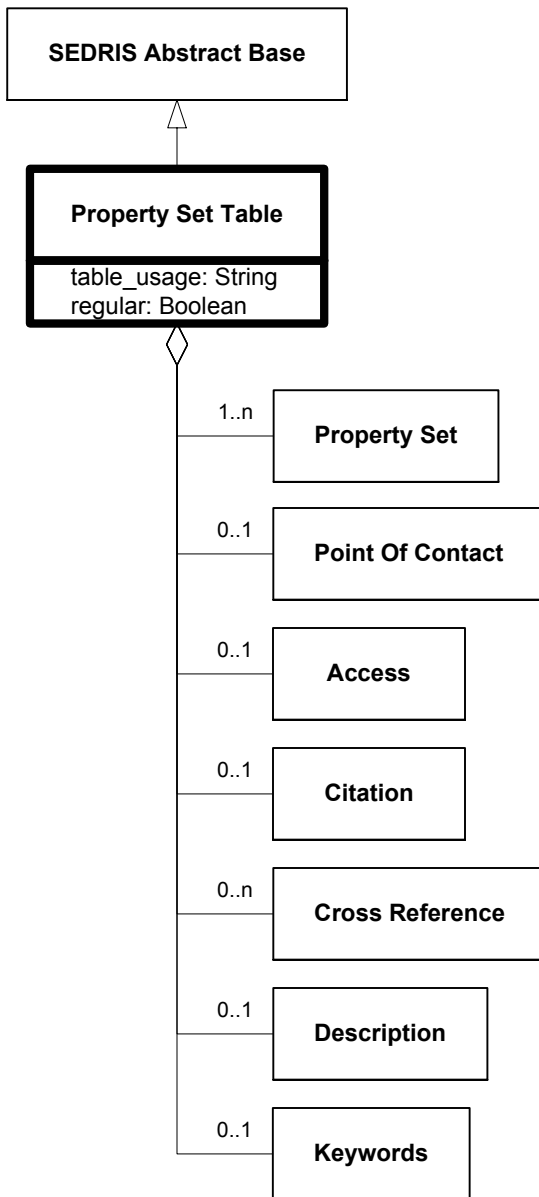 SEDRIS Abstract Base
Property Set Table
table_usage: String
regular: Boolean
1..n
Property Set
0..1
Point Of Contact
0..1
Access
0..1
Citation
0..n
Cross Reference
0..1
Description
0..1
Keywords